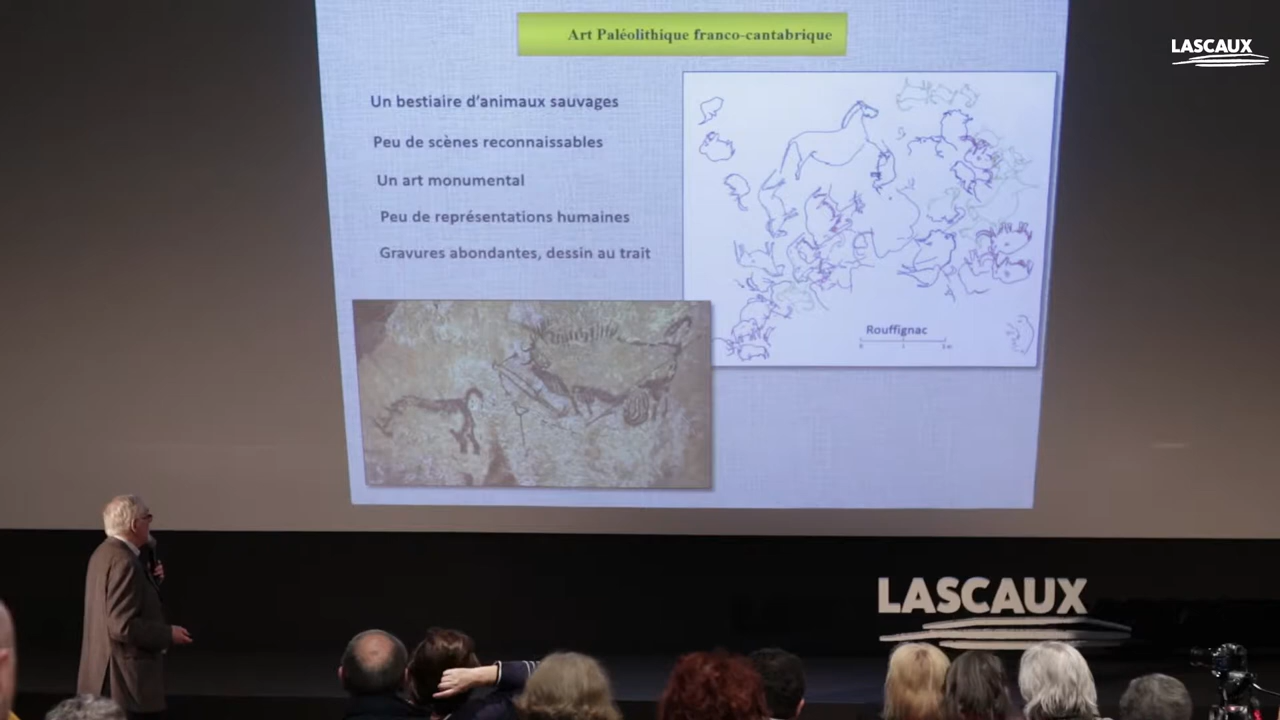 Art Paléolithique franco-cantabrique
LASCAUX
Un bestiaire d'animaux sauvages
Peu de scènes reconnaissables
Un art monumental
Peu de représentations humaines
Gravures abondantes, dessin au trait
Rouffignac
LASCAUX